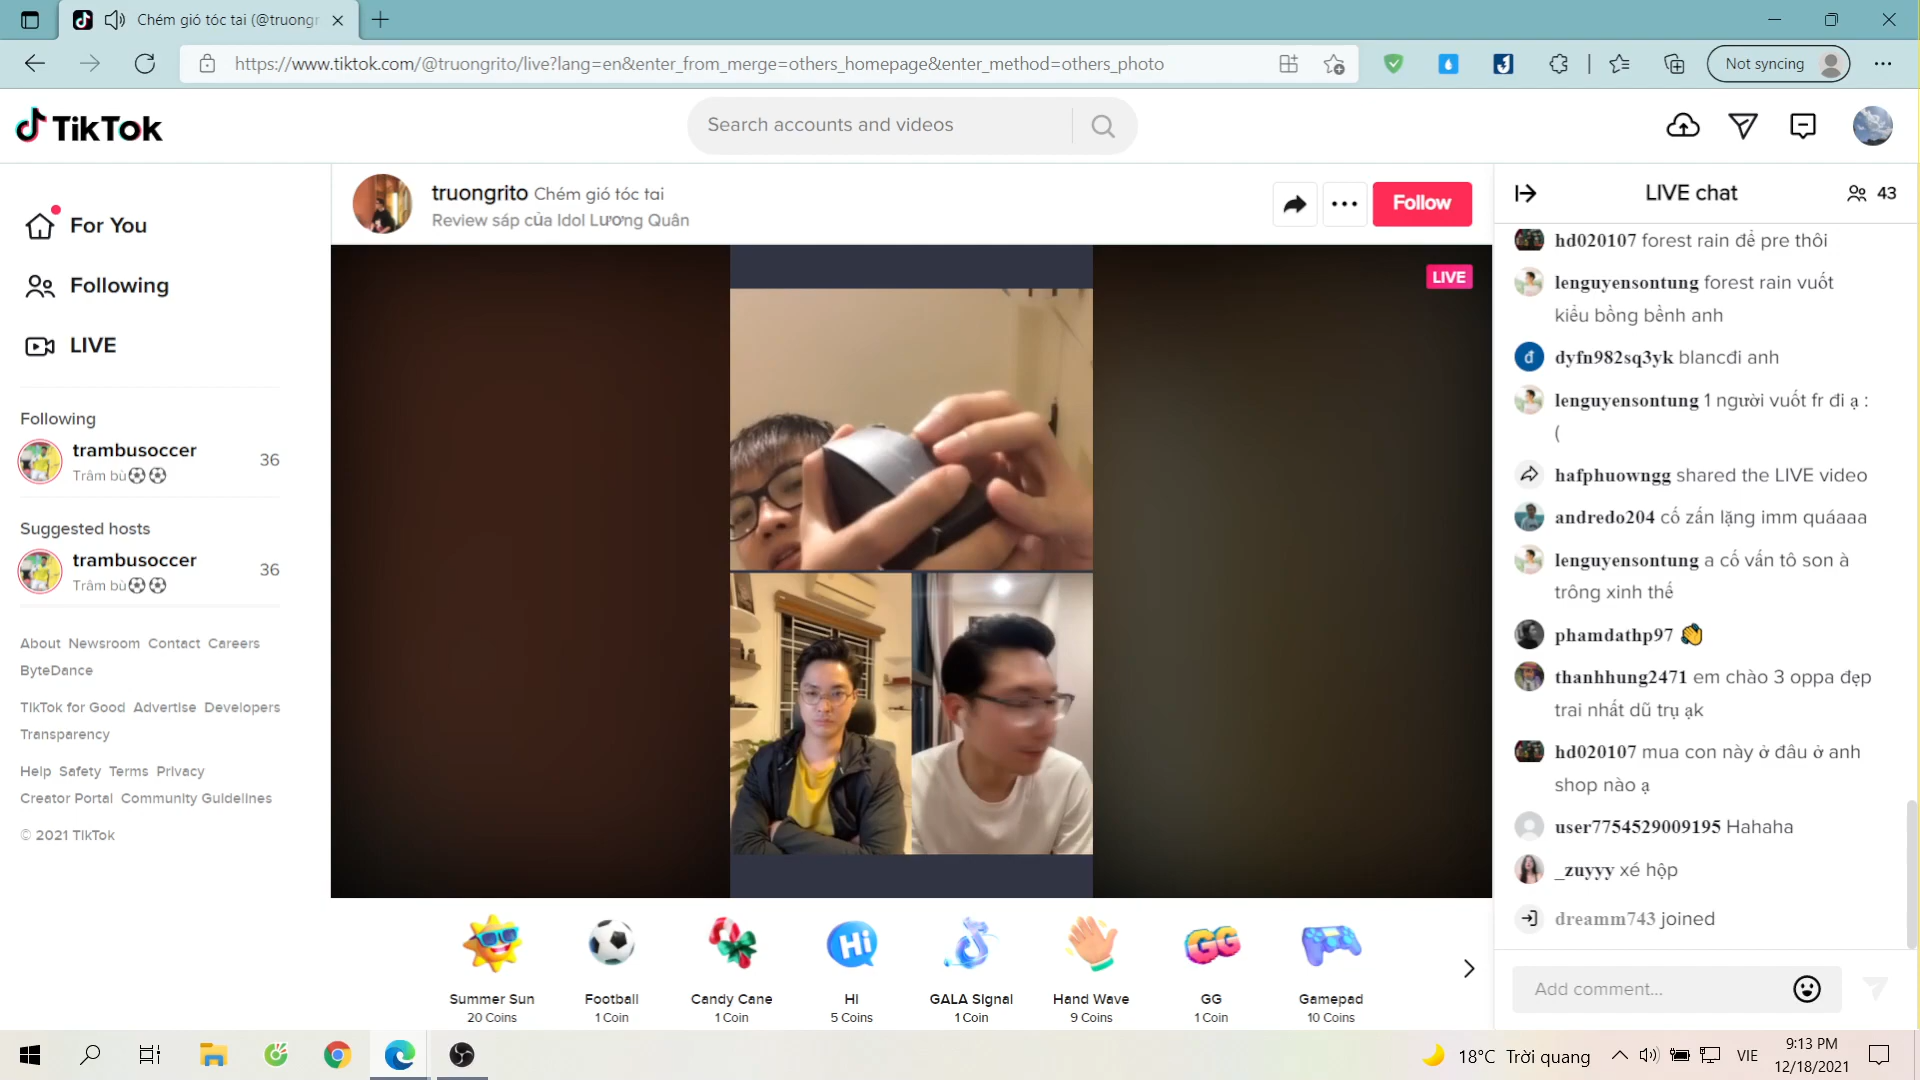 Chém gió tóc tai (@truongr
https://www.tiktok.com/@truongrito/live?lang=en&enter_from_merge=others_homepage&enter_method=others_photo
Not syncing
TikTok
Search accounts and videos
For You
Following
LIVE
Following
trambusoccer
Trâm bù⚽⚽
36
Suggested hosts
trambusoccer
Trâm bù⚽⚽
36
About Newsroom Contact Careers
ByteDance
TikTok for Good Advertise Developers
Transparency
Help Safety Terms Privacy
Creator Portal Community Guidelines
© 2021 TikTok
truongrito Chém gió tóc tai
Review sáp của Idol Lương Quân
Follow
LIVE
Summer Sun
20 Coins
Football
1 Coin
Candy Cane
1 Coin
Hi
HI
5 Coins
GALA Signal
1 Coin
Hand Wave
9 Coins
GG
GG
1 Coin
Gamepad
10 Coins
LIVE chat
43
hd020107 forest rain để pre thôi
lenguyensontung forest rain vuốt
kiểu bồng bềnh anh
đ
dyfn982sq3yk blancđi anh
lenguyensontung 1 người vuốt fr đi ạ :
(
hafphuowngg shared the LIVE video
andredo204 cố zấn lặng imm quáaaa
lenguyensontung a cố vấn tô son à
trông xinh thế
phamdathp97 👏
thanhhung2471 em chào 3 oppa đẹp
trai nhất dũ trụ ạk
hd020107 mua con này ở đâu ở anh
shop nào ạ
user7754529009195 Hahaha
_zuyyy xé hộp
dreamm743 joined
Add comment...
18°C Trời quang
VIE
9:13 PM
12/18/2021